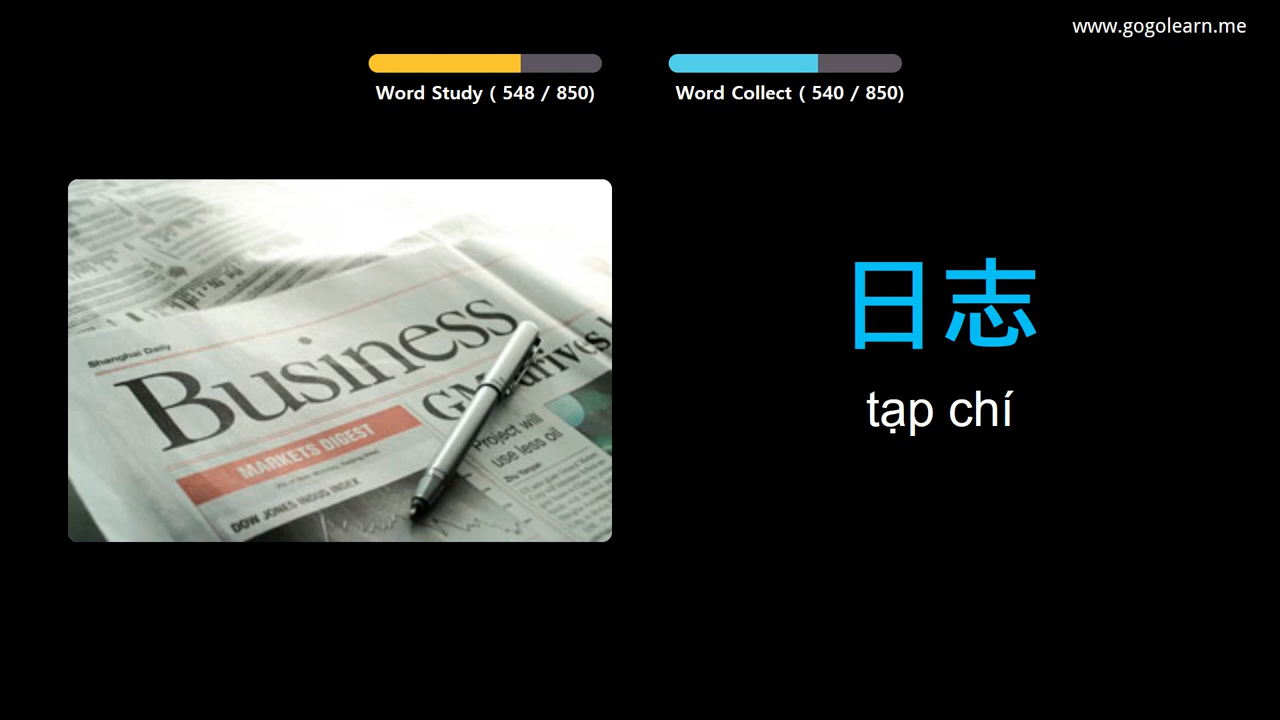 www.gogolearn.me
Word Study ( 548 / 850)
Word Collect ( 540 / 850)
日志
tạp chí
Shanghai Daily
Business
MARKETS DIGEST
DOW JONES INDUS INDEX
GM drives
Project will
use less oil